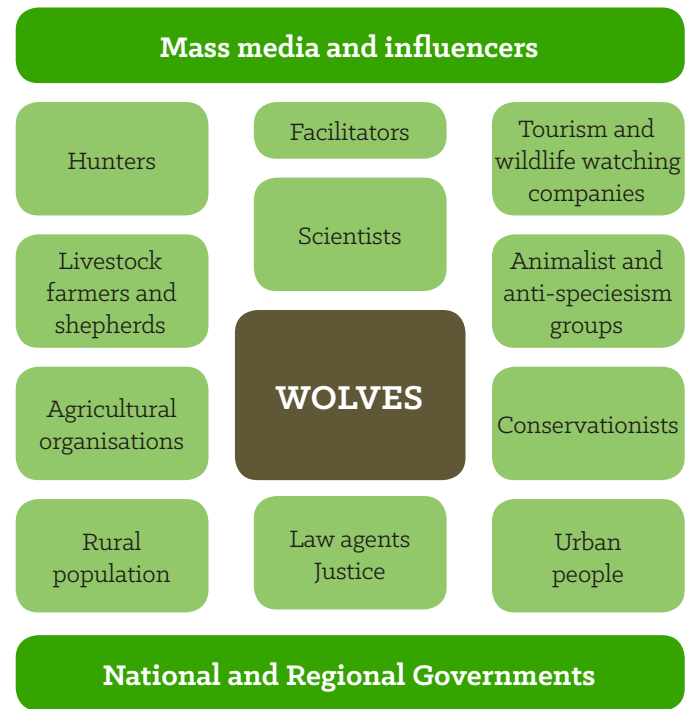 Mass media and influencers
Hunters
Facilitators
Tourism and
wildlife watching
companies
Scientists
Livestock
farmers and
shepherds
Animalist and
anti-speciesism
groups
WOLVES
Agricultural
organisations
Conservationists
Rural
population
Law agents
Justice
Urban
people
National and Regional Governments